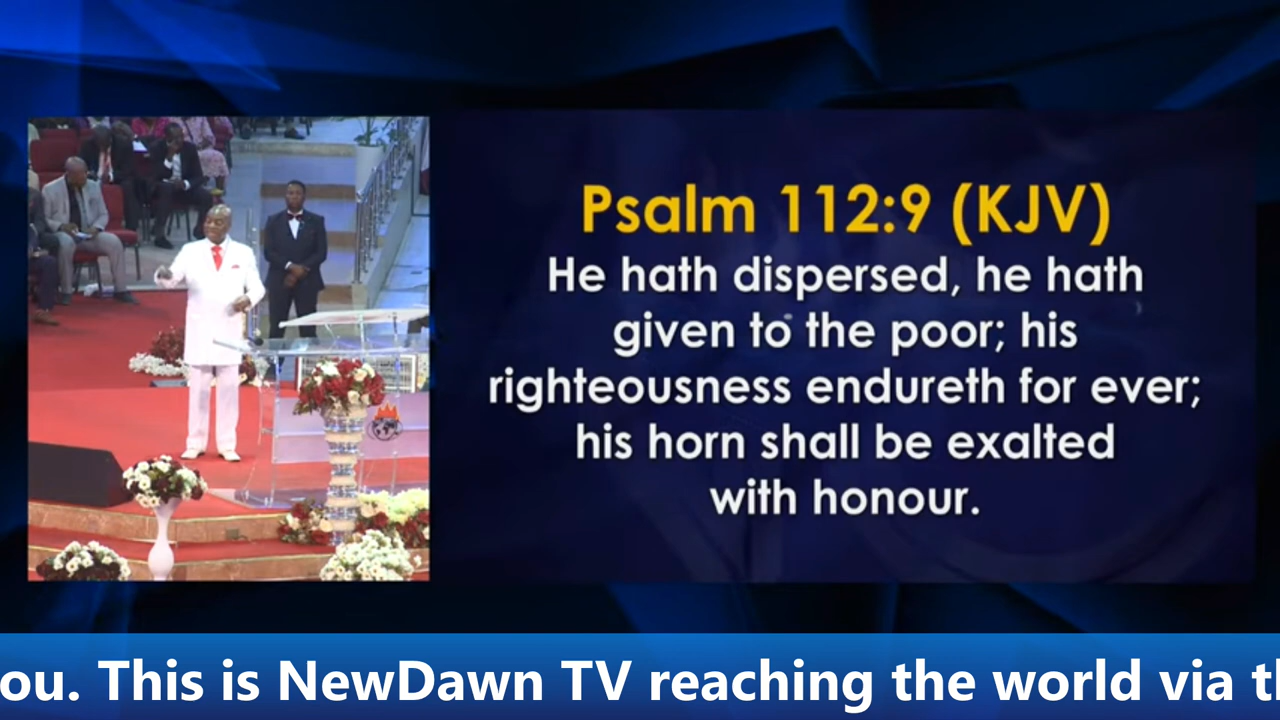 Psalm 112:9 (KJV)
He hath dispersed, he hath
given to the poor; his
righteousness endureth for ever;
his horn shall be exalted
with honour.
ou. This is NewDawn TV reaching the world via th